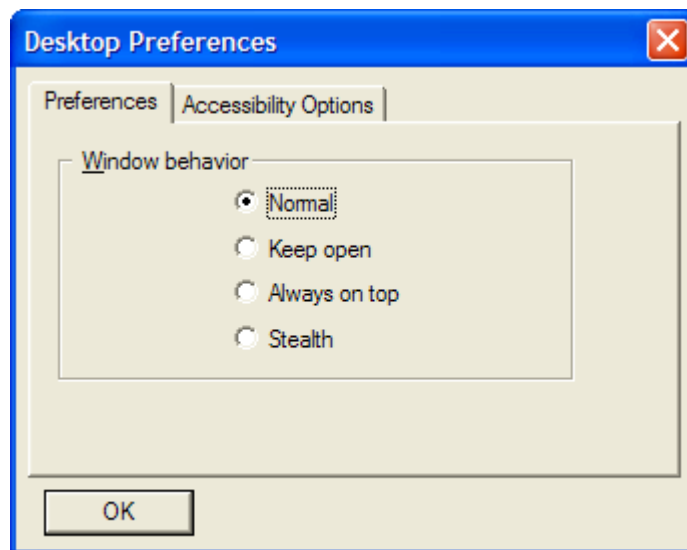 Desktop Preferences
Preferences Accessibility Options
Window behavior
Normal
Keep open
Always on top
Stealth
OK